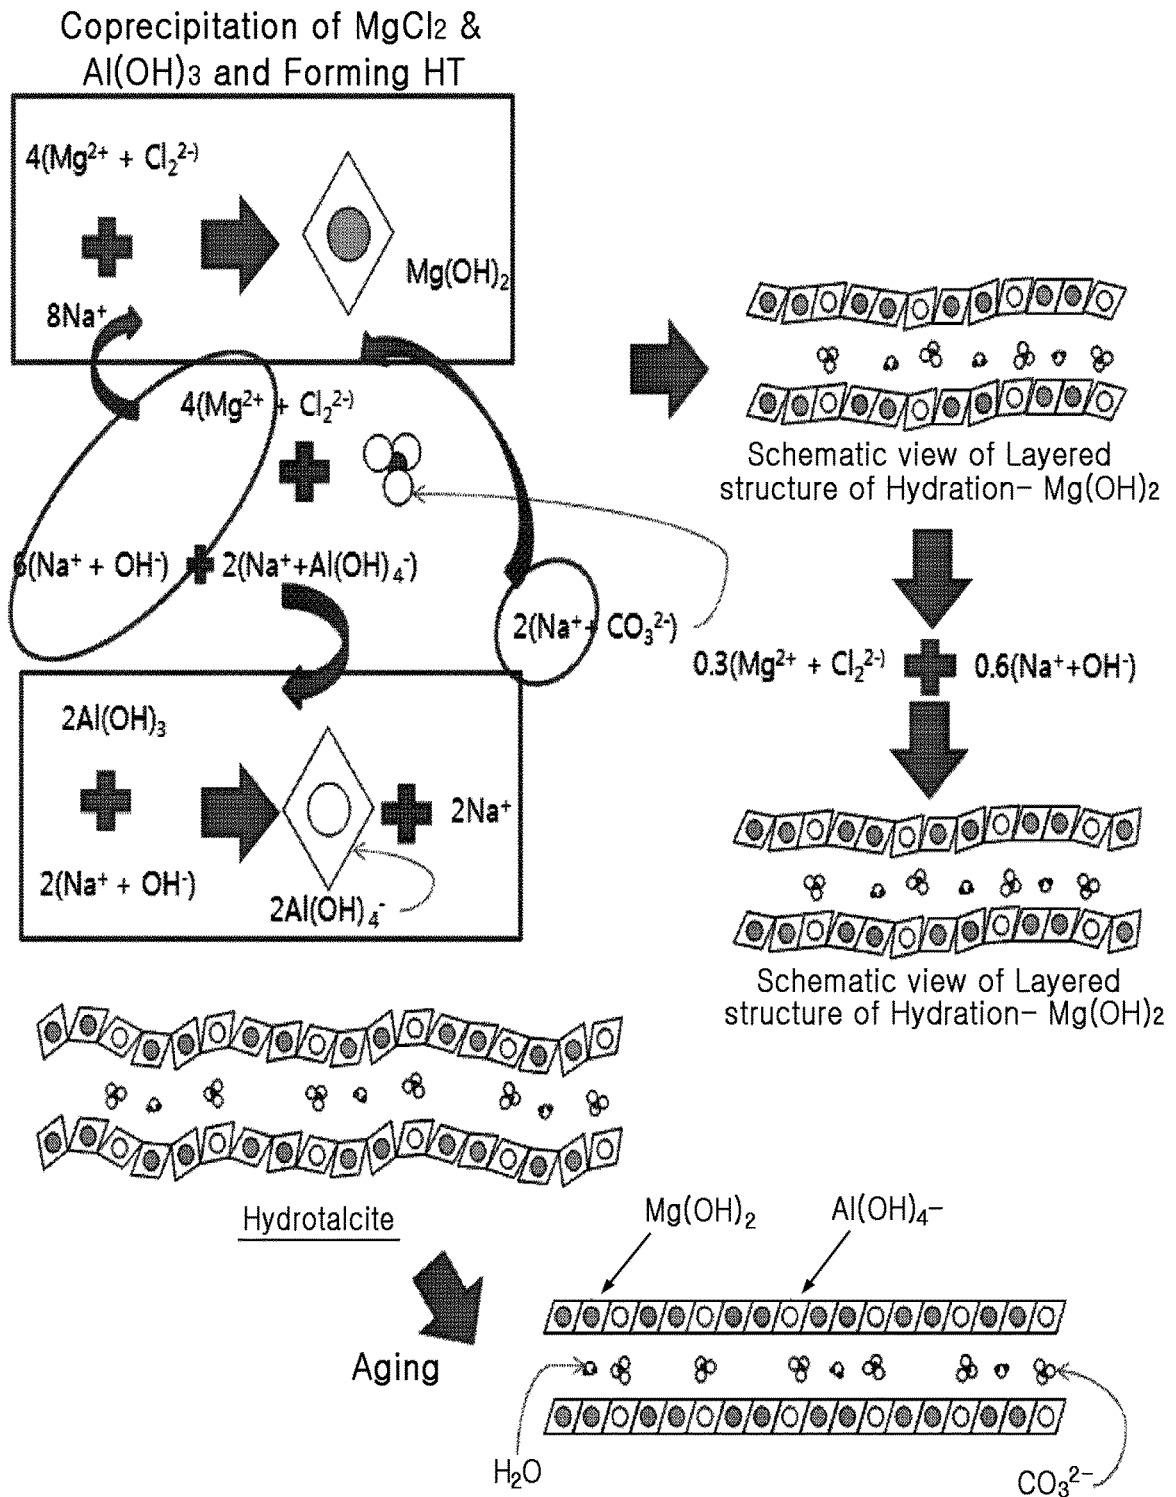 Coprecipitation of MgCl2 &
Al(OH)3 and Forming HT
4(Mg²⁺ + Cl₂²⁻)
8Na⁺
Mg(OH)₂
4(Mg²⁺ + Cl₂²⁻)
6(Na⁺ + OH⁻) 2(Na⁺+Al(OH)₄⁻)
2(Na⁺+ CO₃²⁻)
2Al(OH)₃
2(Na⁺ + OH⁻)
2Al(OH)₄⁻
2Na⁺
Schematic view of Layered
structure of Hydration- Mg(OH)2
0.3(Mg²⁺ + Cl₂²⁻) 0.6(Na⁺+OH⁻)
Schematic view of Layered
structure of Hydration- Mg(OH)2
Hydrotalcite
Aging
Mg(OH)₂ Al(OH)₄−
H₂O
CO₃²⁻